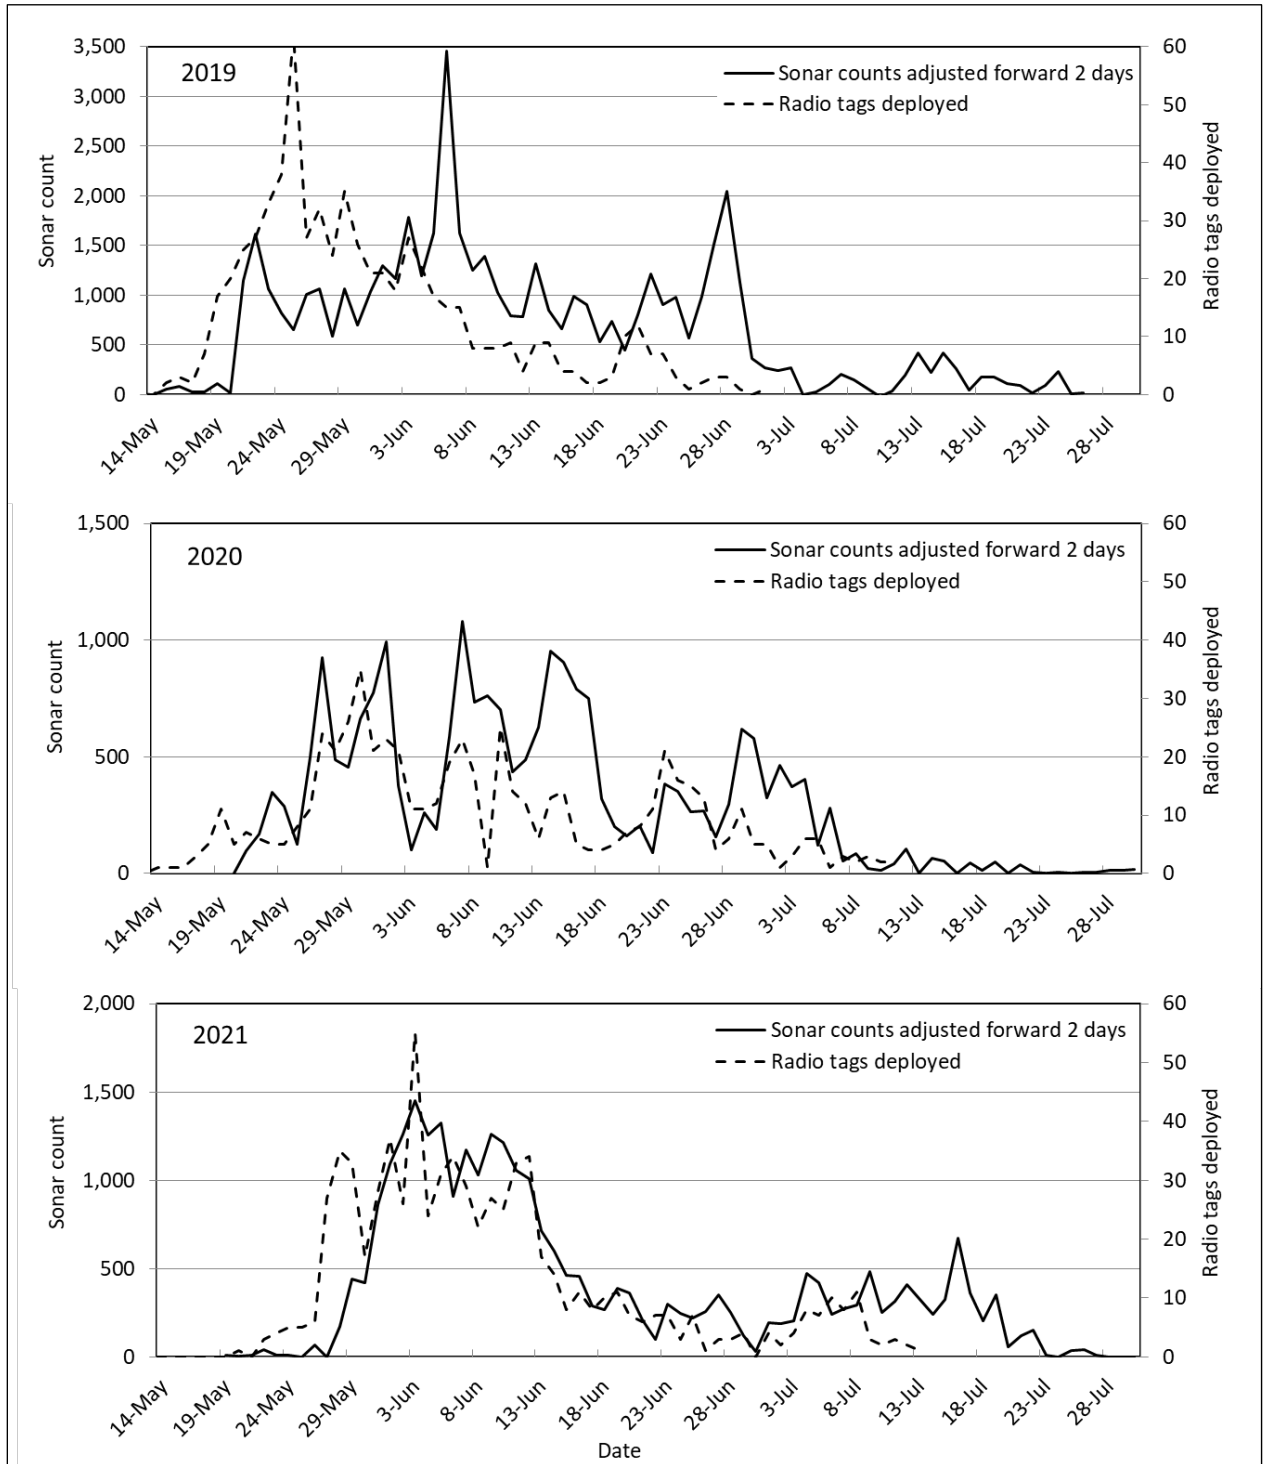 2019
Sonar counts adjusted forward 2 days
Radio tags deployed
3,500
3,000
2,500
2,000
1,500
1,000
500
0
60
50
40
30
20
10
0
Sonar count
Radio tags deployed
14-May
19-May
24-May
29-May
3-Jun
8-Jun
13-Jun
18-Jun
23-Jun
28-Jun
3-Jul
8-Jul
13-Jul
18-Jul
23-Jul
28-Jul
2020
Sonar counts adjusted forward 2 days
Radio tags deployed
1,500
1,000
500
0
60
50
40
30
20
10
0
Sonar count
Radio tags deployed
14-May
19-May
24-May
29-May
3-Jun
8-Jun
13-Jun
18-Jun
23-Jun
28-Jun
3-Jul
8-Jul
13-Jul
18-Jul
23-Jul
28-Jul
2021
Sonar counts adjusted forward 2 days
Radio tags deployed
2,000
1,500
1,000
500
0
60
50
40
30
20
10
0
Sonar count
Radio tags deployed
14-May
19-May
24-May
29-May
3-Jun
8-Jun
13-Jun
18-Jun
23-Jun
28-Jun
3-Jul
8-Jul
13-Jul
18-Jul
23-Jul
28-Jul
Date